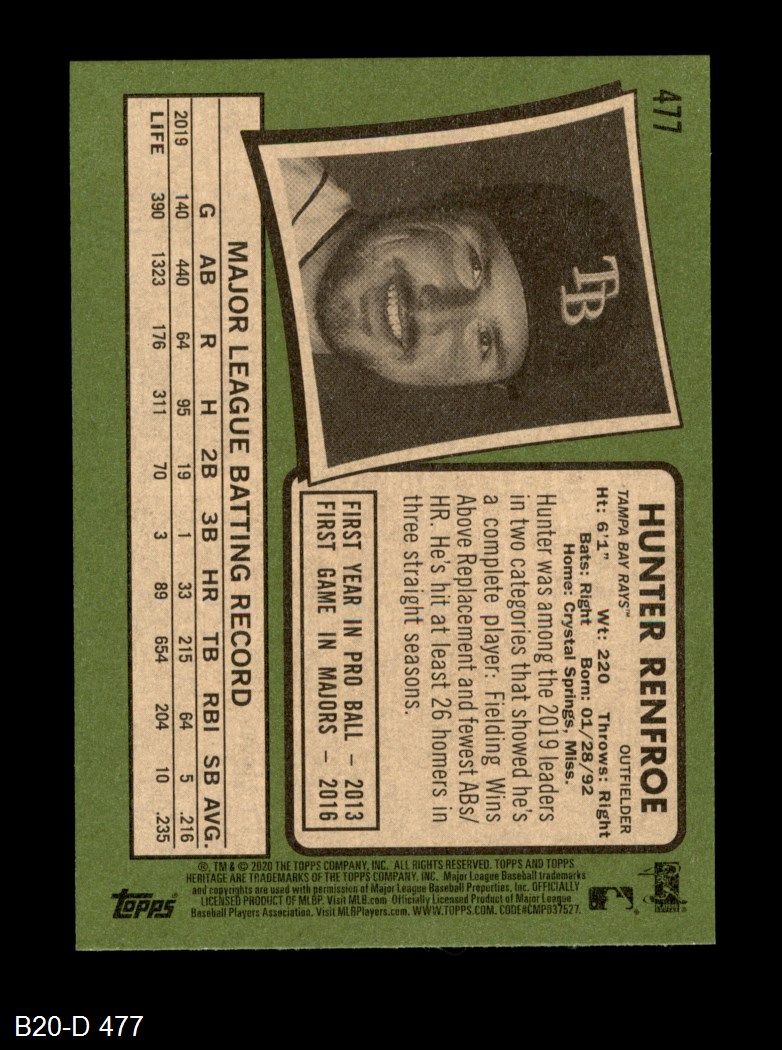 477
HUNTER RENFROE
TAMPA BAY RAYS™ OUTFIELDER
Ht: 6'1" Wt: 220 Throws: Right
Bats: Right Born: 01/28/92
Home: Crystal Springs, Miss.
Hunter was among the 2019 leaders
in two categories that showed he's
a complete player: Fielding Wins
Above Replacement and fewest ABs/
HR. He's hit at least 26 homers in
three straight seasons.
FIRST YEAR IN PRO BALL – 2013
FIRST GAME IN MAJORS – 2016
TB
MAJOR LEAGUE BATTING RECORD
G AB R H 2B 3B HR TB RBI SB AVG.
2019 140 440 64 95 19 1 33 215 64 5 .216
LIFE 390 1323 176 311 70 3 89 654 204 10 .235
®, TM & © 2020 THE TOPPS COMPANY, INC. ALL RIGHTS RESERVED. TOPPS AND TOPPS
HERITAGE ARE TRADEMARKS OF THE TOPPS COMPANY, INC. Major League Baseball trademarks
and copyrights are used with permission of Major League Baseball Properties, Inc. OFFICIALLY
LICENSED PRODUCT OF MLBP. Visit MLB.com Officially Licensed Product of Major League
Baseball Players Association. Visit MLBPlayers.com. WWW.TOPPS.COM. CODE#CMP037527.
topps
B20-D 477